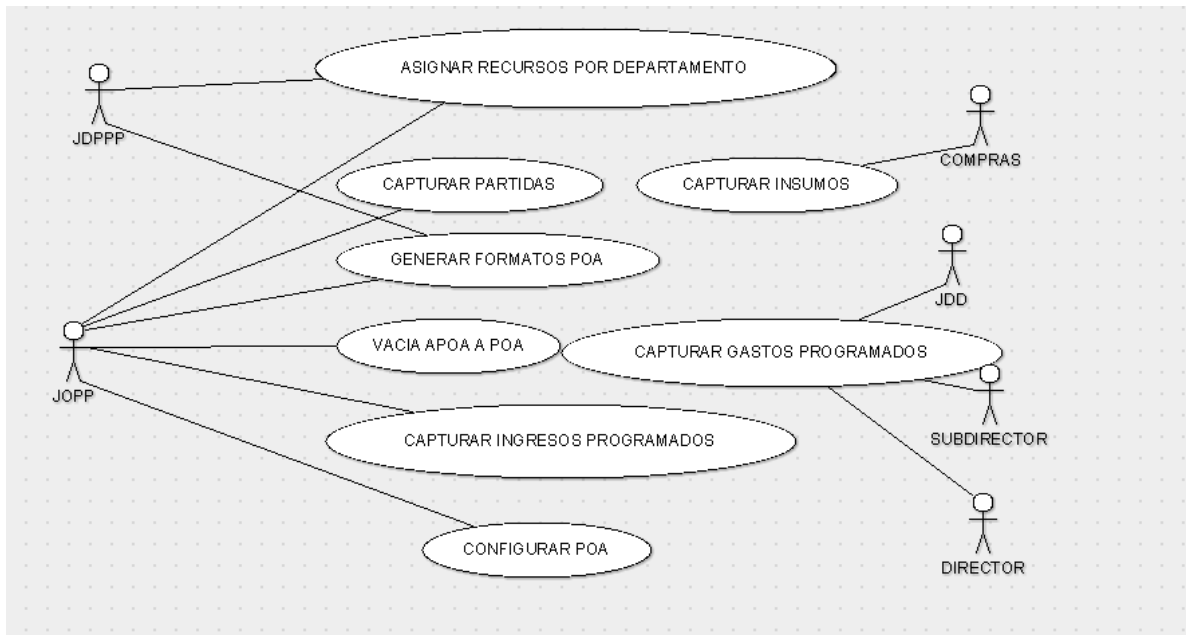 ASIGNAR RECURSOS POR DEPARTAMENTO
JDPPP
COMPRAS
CAPTURAR PARTIDAS
CAPTURAR INSUMOS
GENERAR FORMATOS POA
JDD
VACIA APOA A POA
CAPTURAR GASTOS PROGRAMADOS
JOPP
CAPTURAR INGRESOS PROGRAMADOS
SUBDIRECTOR
CONFIGURAR POA
DIRECTOR